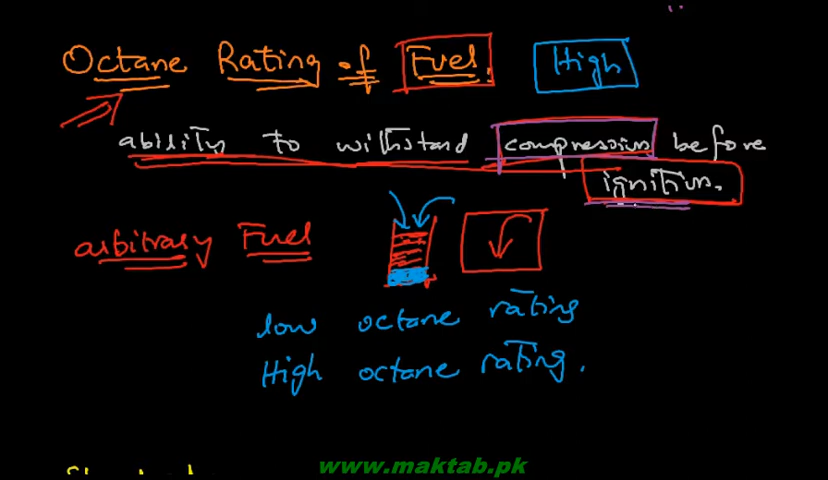 Octane Rating of Fuel. High
ability to withstand compression before
ignition.
arbitrary Fuel
low octane rating
High octane rating.
www.maktab.pk